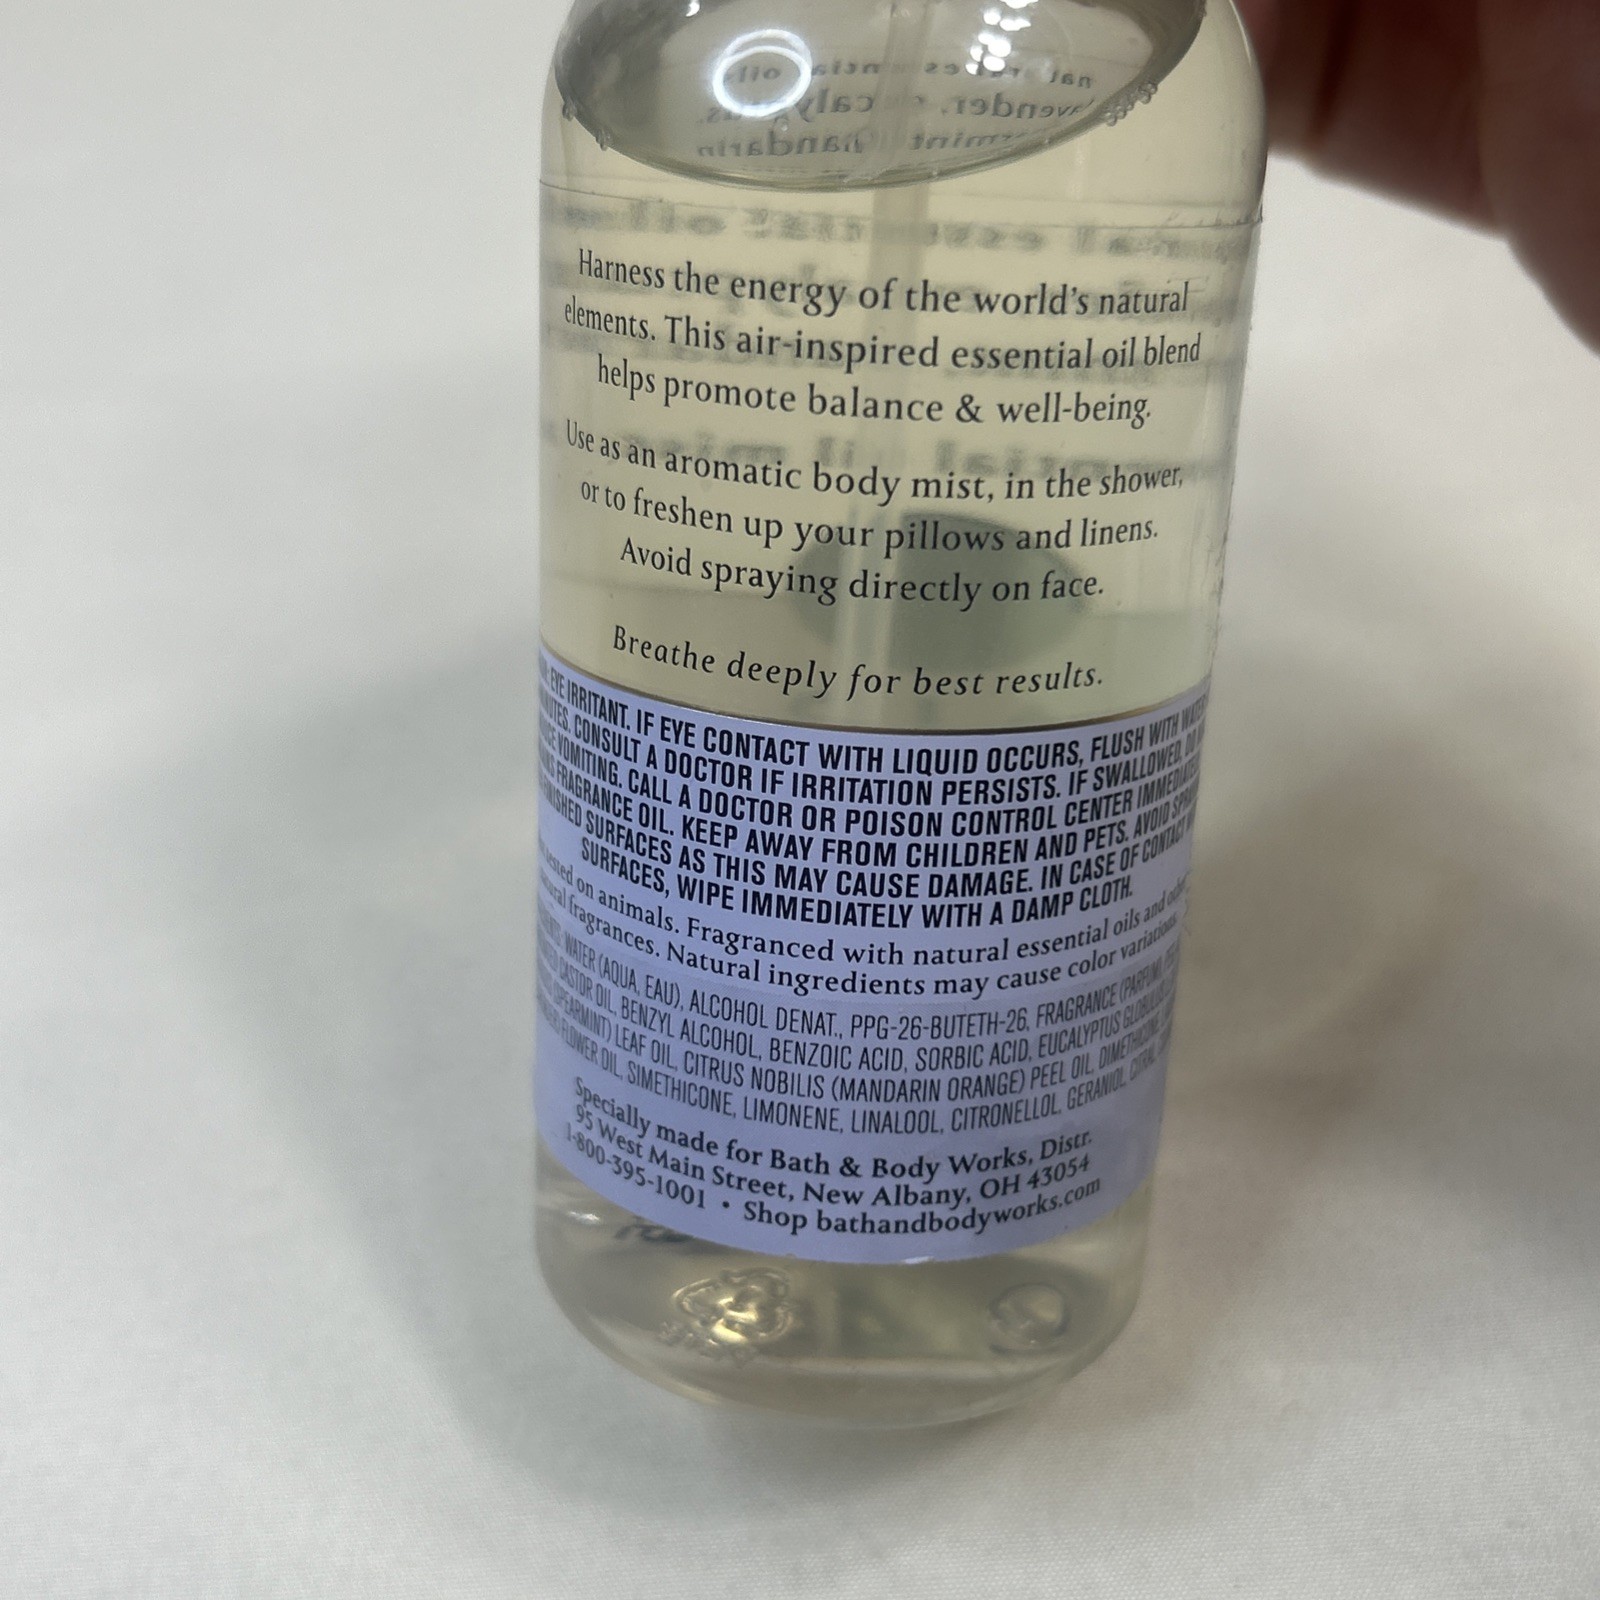 Harness the energy of the world's natural
elements. This air-inspired essential oil blend
helps promote balance & well-being.
Use as an aromatic body mist, in the shower,
or to freshen up your pillows and linens.
Avoid spraying directly on face.
Breathe deeply for best results.
EYE IRRITANT. IF EYE CONTACT WITH LIQUID OCCURS, FLUSH WITH WATER
CONSULT A DOCTOR IF IRRITATION PERSISTS. IF SWALLOWED, DO
VOMITING. CALL A DOCTOR OR POISON CONTROL CENTER
FRAGRANCE OIL. KEEP AWAY FROM CHILDREN AND PETS. AVOID
SURFACES AS THIS MAY CAUSE DAMAGE. IN CASE OF CONTACT
SURFACES, WIPE IMMEDIATELY WITH A DAMP CLOTH.
tested on animals. Fragranced with natural essential oils and
fragrances. Natural ingredients may cause color variations.
WATER (AQUA, EAU), ALCOHOL DENAT., PPG-26-BUTETH-26, FRAGRANCE (PARFUM),
CASTOR OIL, BENZYL ALCOHOL, BENZOIC ACID, SORBIC ACID, EUCALYPTUS GLOBULUS
(SPEARMINT) LEAF OIL, CITRUS NOBILIS (MANDARIN ORANGE) PEEL OIL, DIMETHICONE,
FLOWER OIL, SIMETHICONE, LIMONENE, LINALOOL, CITRONELLOL, GERANIOL, CITRAL
Specially made for Bath & Body Works, Distr.
95 West Main Street, New Albany, OH 43054
1-800-395-1001 • Shop bathandbodyworks.com